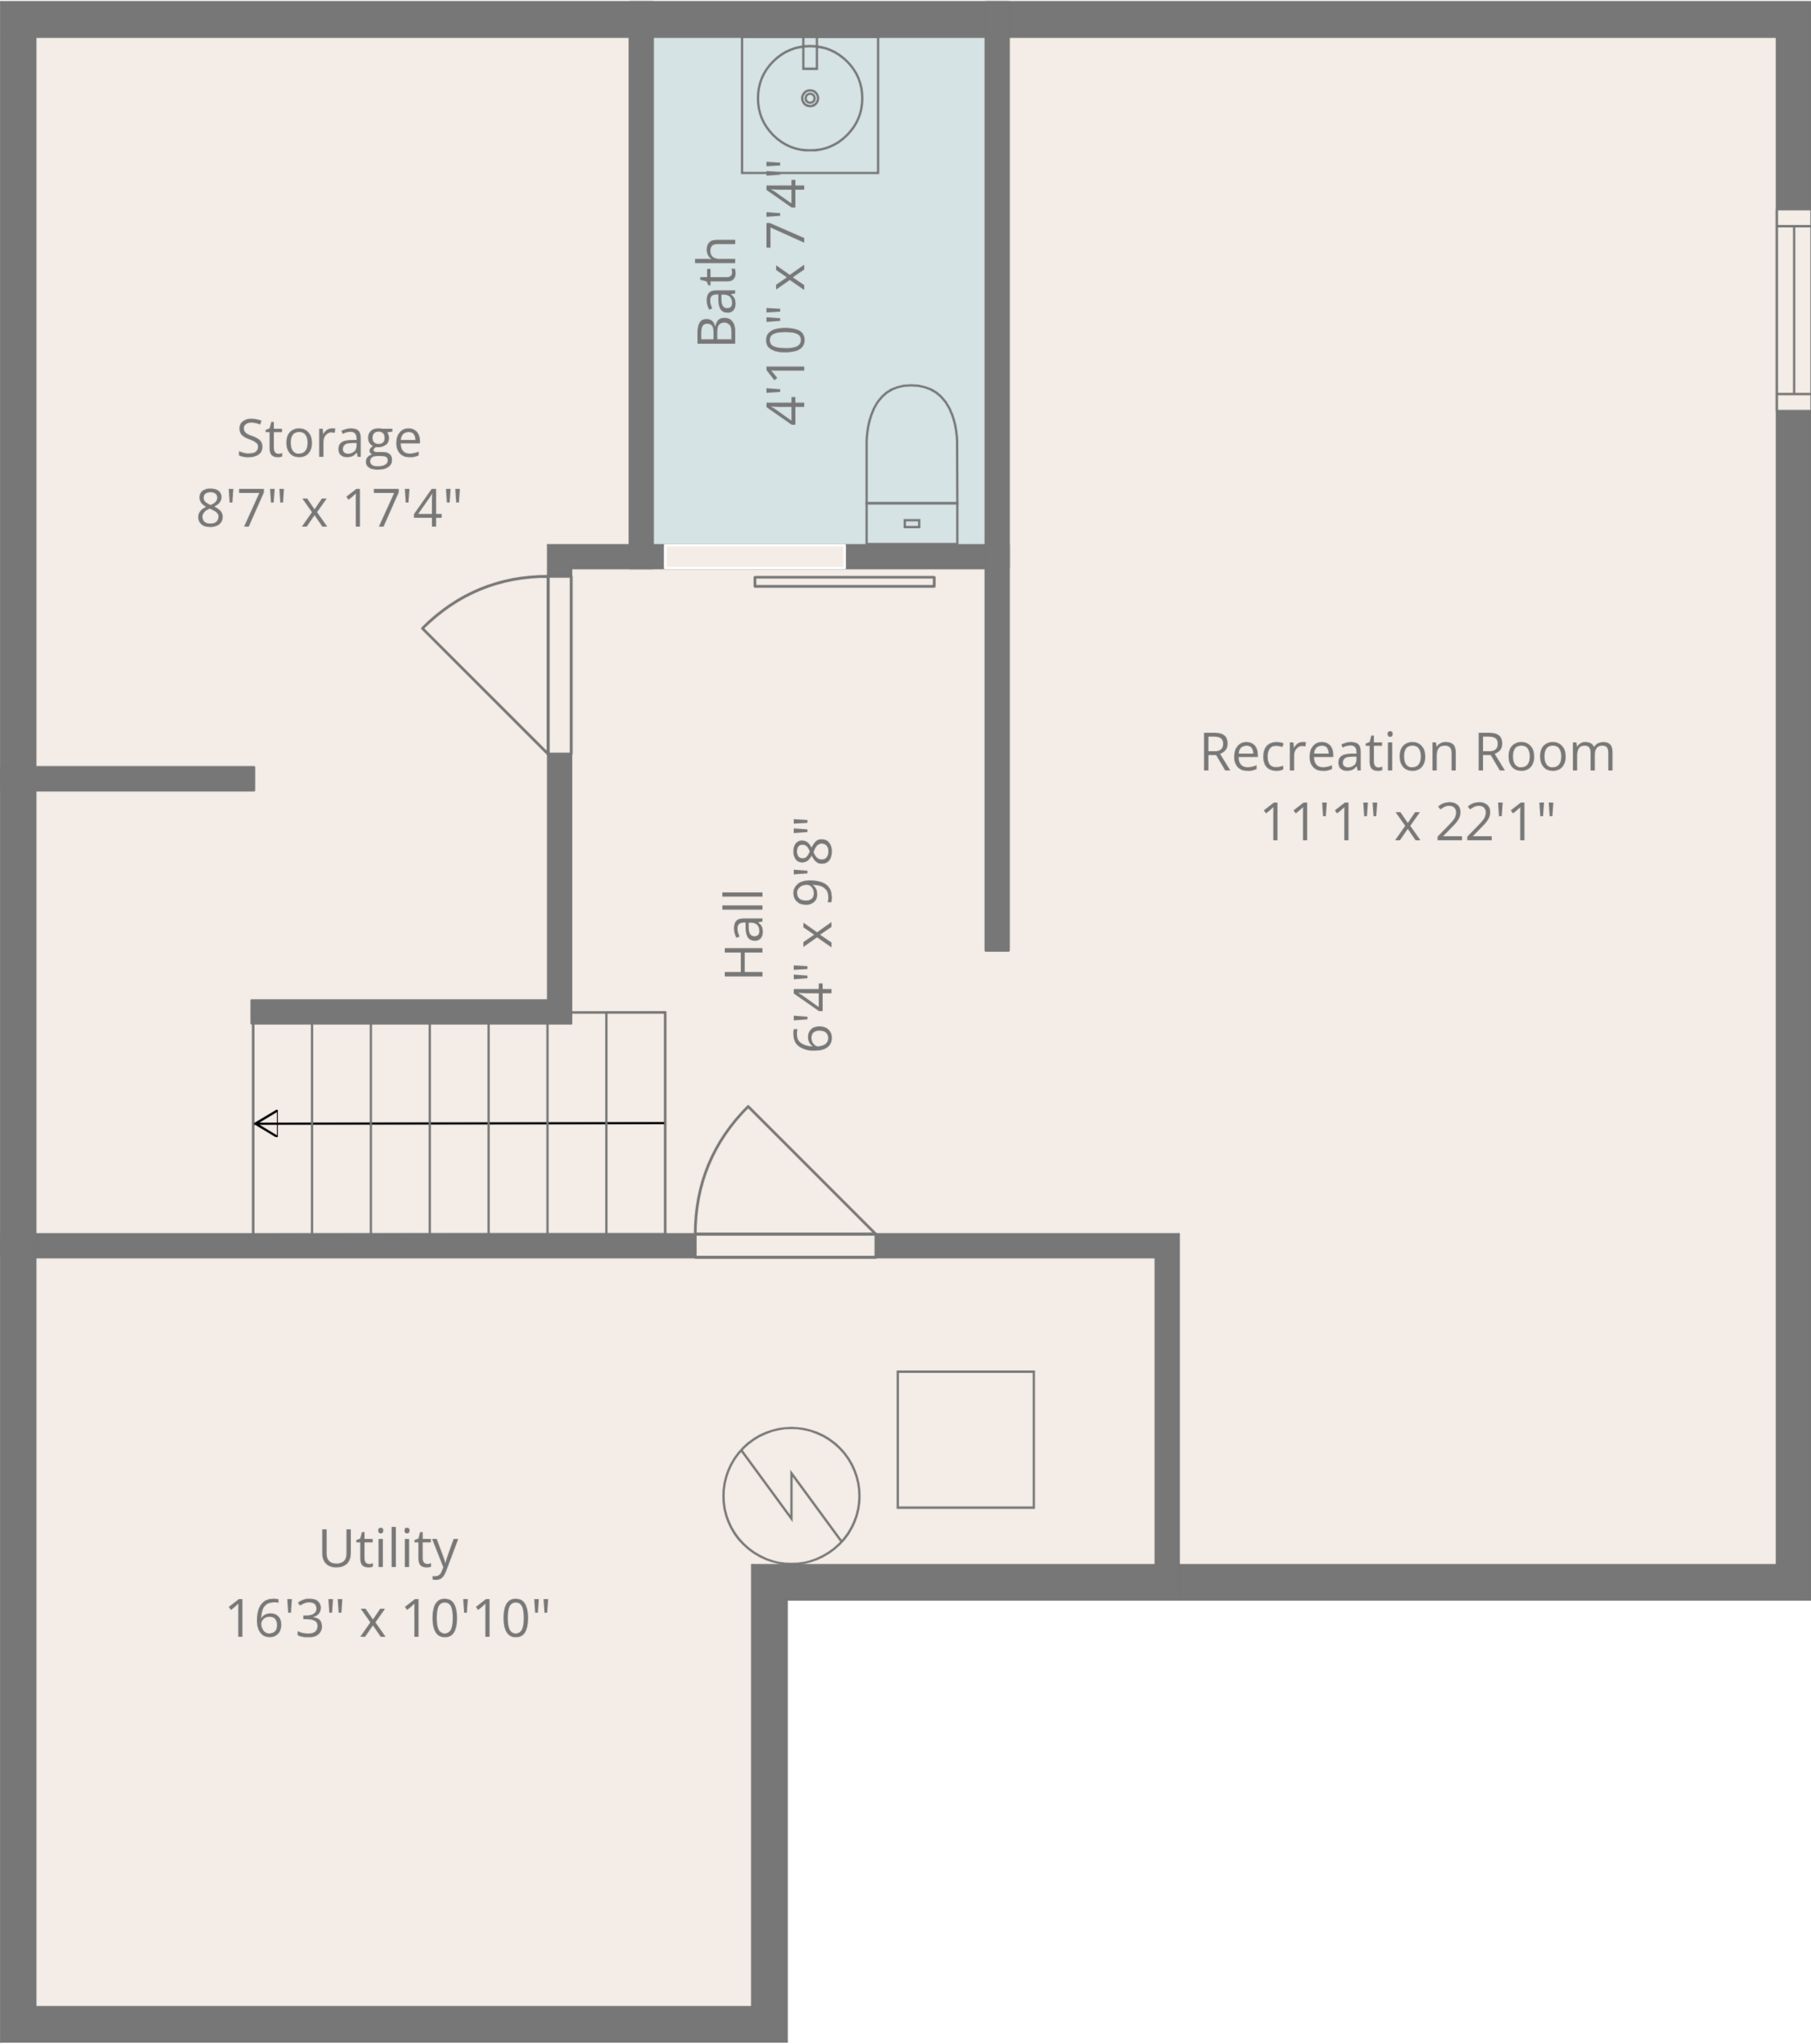 Bath
4'10" x 7'4"
Storage
8'7" x 17'4"
Recreation Room
11'1" x 22'1"
Hall
6'4" x 9'8"
Utility
16'3" x 10'10"